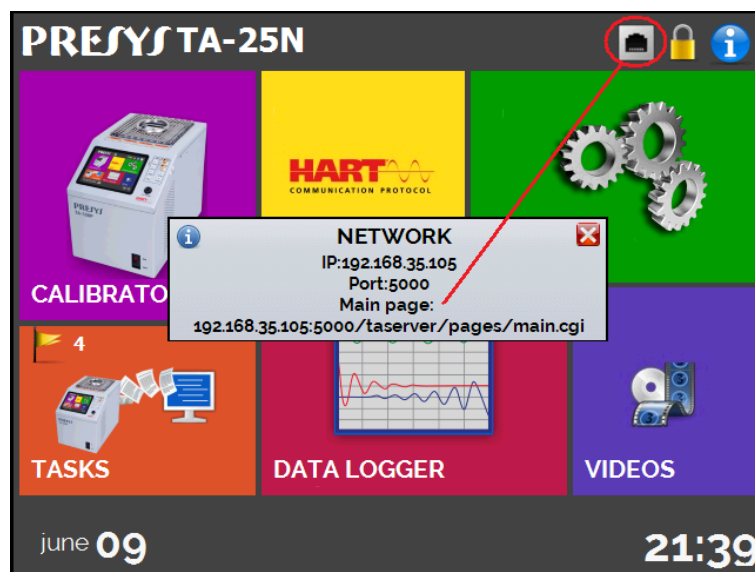 PRESYS TA-25N
HART
COMMUNICATION PROTOCOL
PRESYS
NETWORK
IP:192.168.35.105
Port:5000
Main page:
192.168.35.105:5000/taserver/pages/main.cgi
CALIBRATO
4
TASKS
DATA LOGGER
VIDEOS
june 09
21:39